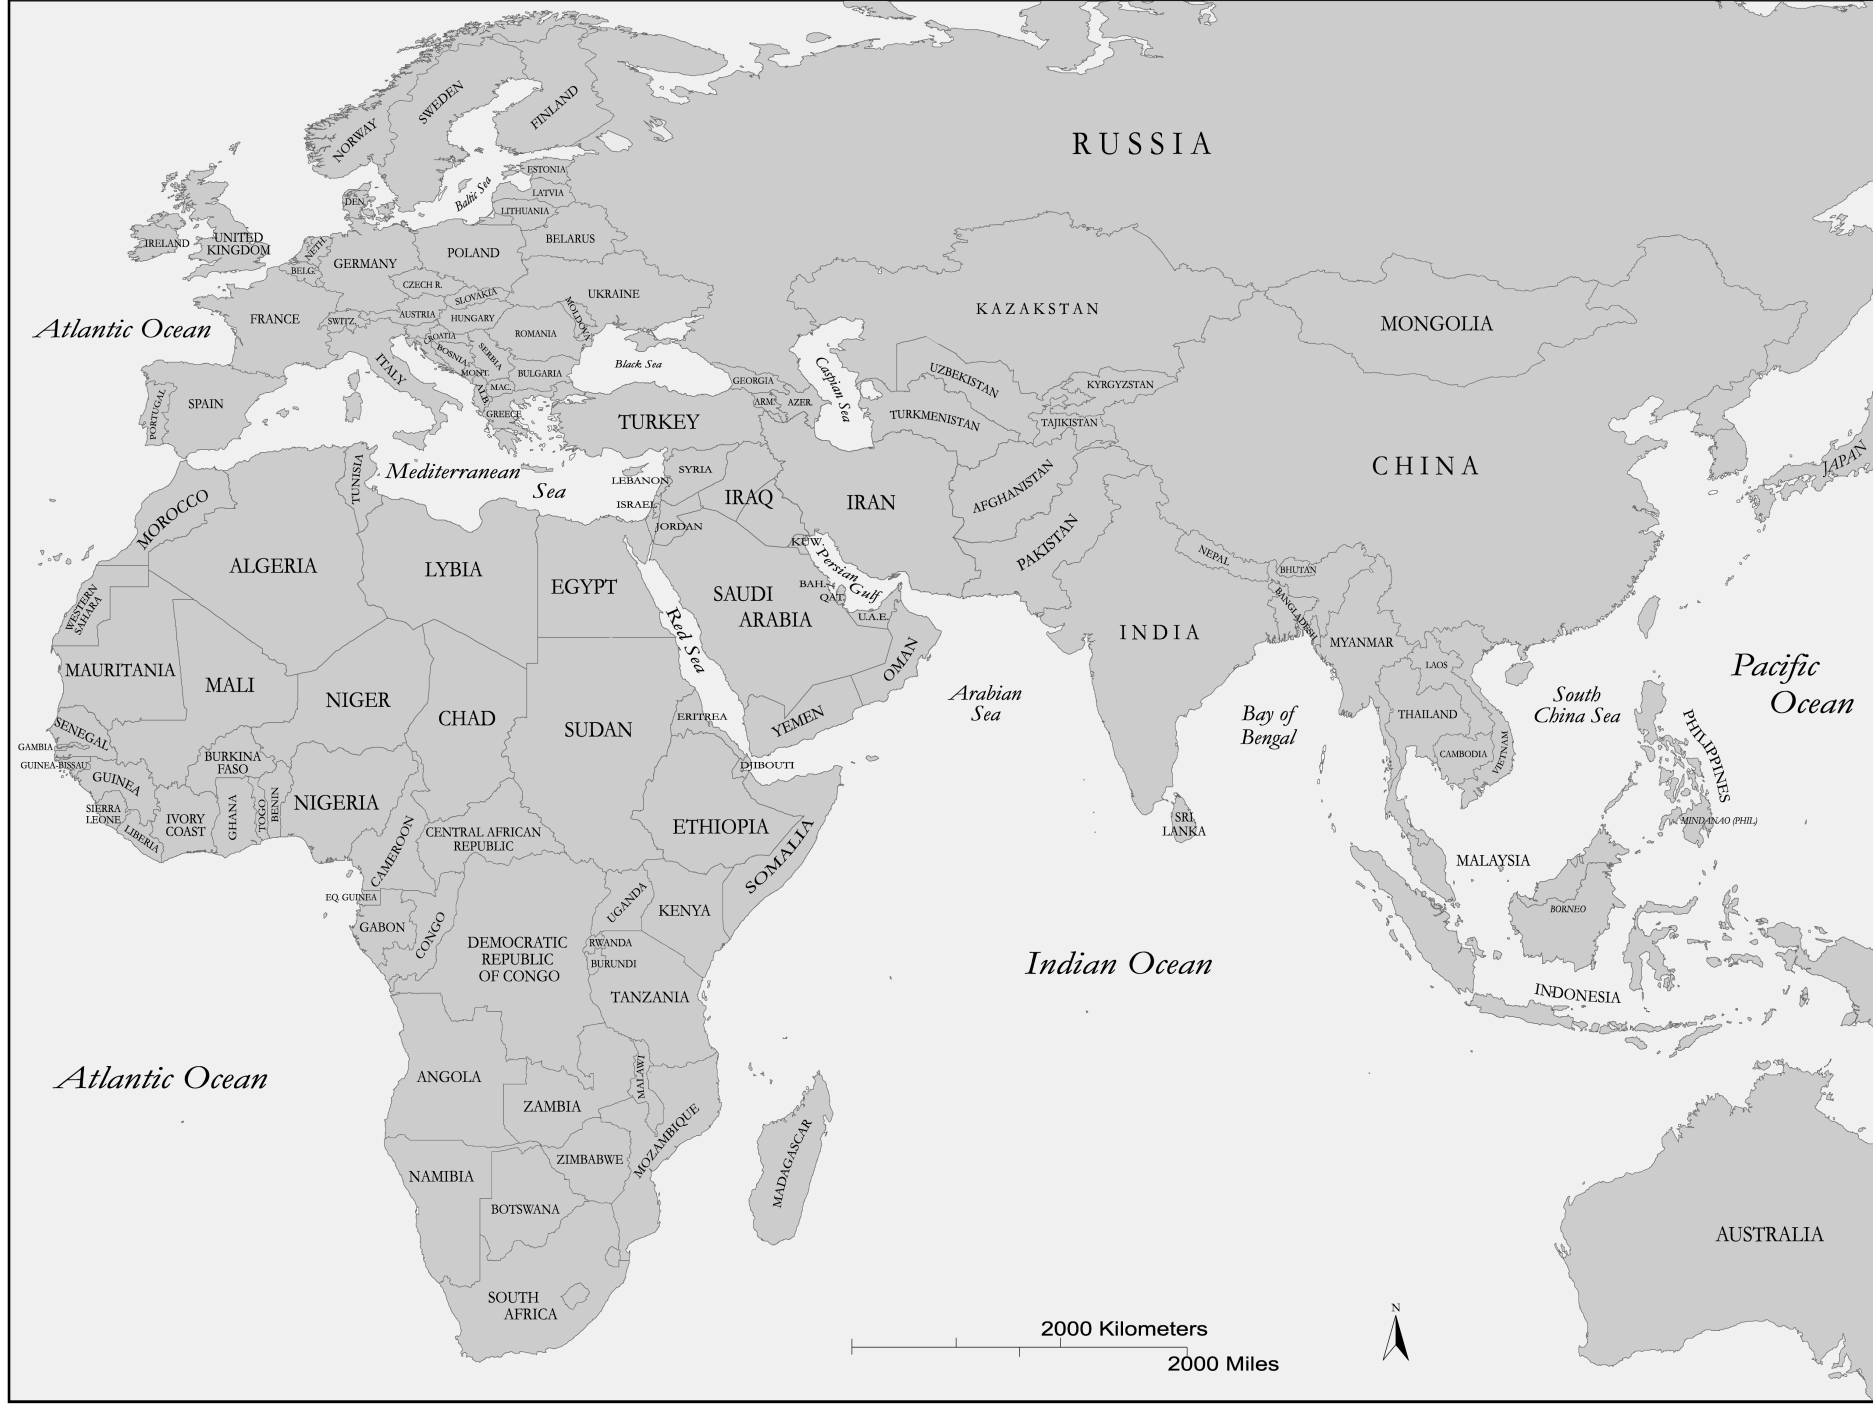 RUSSIA
NORWAY
SWEDEN
FINLAND
ESTONIA
Baltic Sea
LATVIA
LITHUANIA
DEN.
IRELAND
UNITED
KINGDOM
NETH.
BELG.
GERMANY
POLAND
BELARUS
CZECH R.
SLOVAKIA
UKRAINE
Atlantic Ocean
FRANCE
SWITZ.
AUSTRIA
HUNGARY
MOLDOVA
ROMANIA
CROATIA
BOSNIA
SERBIA
ITALY
MONT.
MAC.
ALB.
BULGARIA
GREECE
Black Sea
PORTUGAL
SPAIN
GEORGIA
ARM.
AZER.
Caspian Sea
KAZAKSTAN
MONGOLIA
UZBEKISTAN
KYRGYZSTAN
TURKMENISTAN
TAJIKISTAN
TURKEY
CHINA
JAPAN
Mediterranean
Sea
TUNISIA
SYRIA
LEBANON
ISRAEL
JORDAN
IRAQ
IRAN
AFGHANISTAN
PAKISTAN
MOROCCO
ALGERIA
LYBIA
EGYPT
KUW.
Persian
Gulf
BAH.
QAT.
U.A.E.
SAUDI
ARABIA
OMAN
YEMEN
Red Sea
NEPAL
BHUTAN
BANGLADESH
INDIA
MYANMAR
LAOS
THAILAND
CAMBODIA
VIETNAM
WESTERN
SAHARA
MAURITANIA
MALI
NIGER
CHAD
SUDAN
ERITREA
DJIBOUTI
Arabian
Sea
Bay of
Bengal
South
China Sea
Pacific
Ocean
PHILIPPINES
MINDANAO (PHIL)
SENEGAL
GAMBIA
GUINEA-BISSAU
GUINEA
SIERRA
LEONE
LIBERIA
IVORY
COAST
BURKINA
FASO
GHANA
TOGO
BENIN
NIGERIA
CAMEROON
CENTRAL AFRICAN
REPUBLIC
ETHIOPIA
SOMALIA
SRI
LANKA
MALAYSIA
BORNEO
INDONESIA
EQ. GUINEA
GABON
CONGO
DEMOCRATIC
REPUBLIC
OF CONGO
UGANDA
KENYA
RWANDA
BURUNDI
TANZANIA
Indian Ocean
Atlantic Ocean
ANGOLA
ZAMBIA
MALAWI
MOZAMBIQUE
ZIMBABWE
NAMIBIA
BOTSWANA
MADAGASCAR
SOUTH
AFRICA
AUSTRALIA
N
2000 Kilometers
2000 Miles